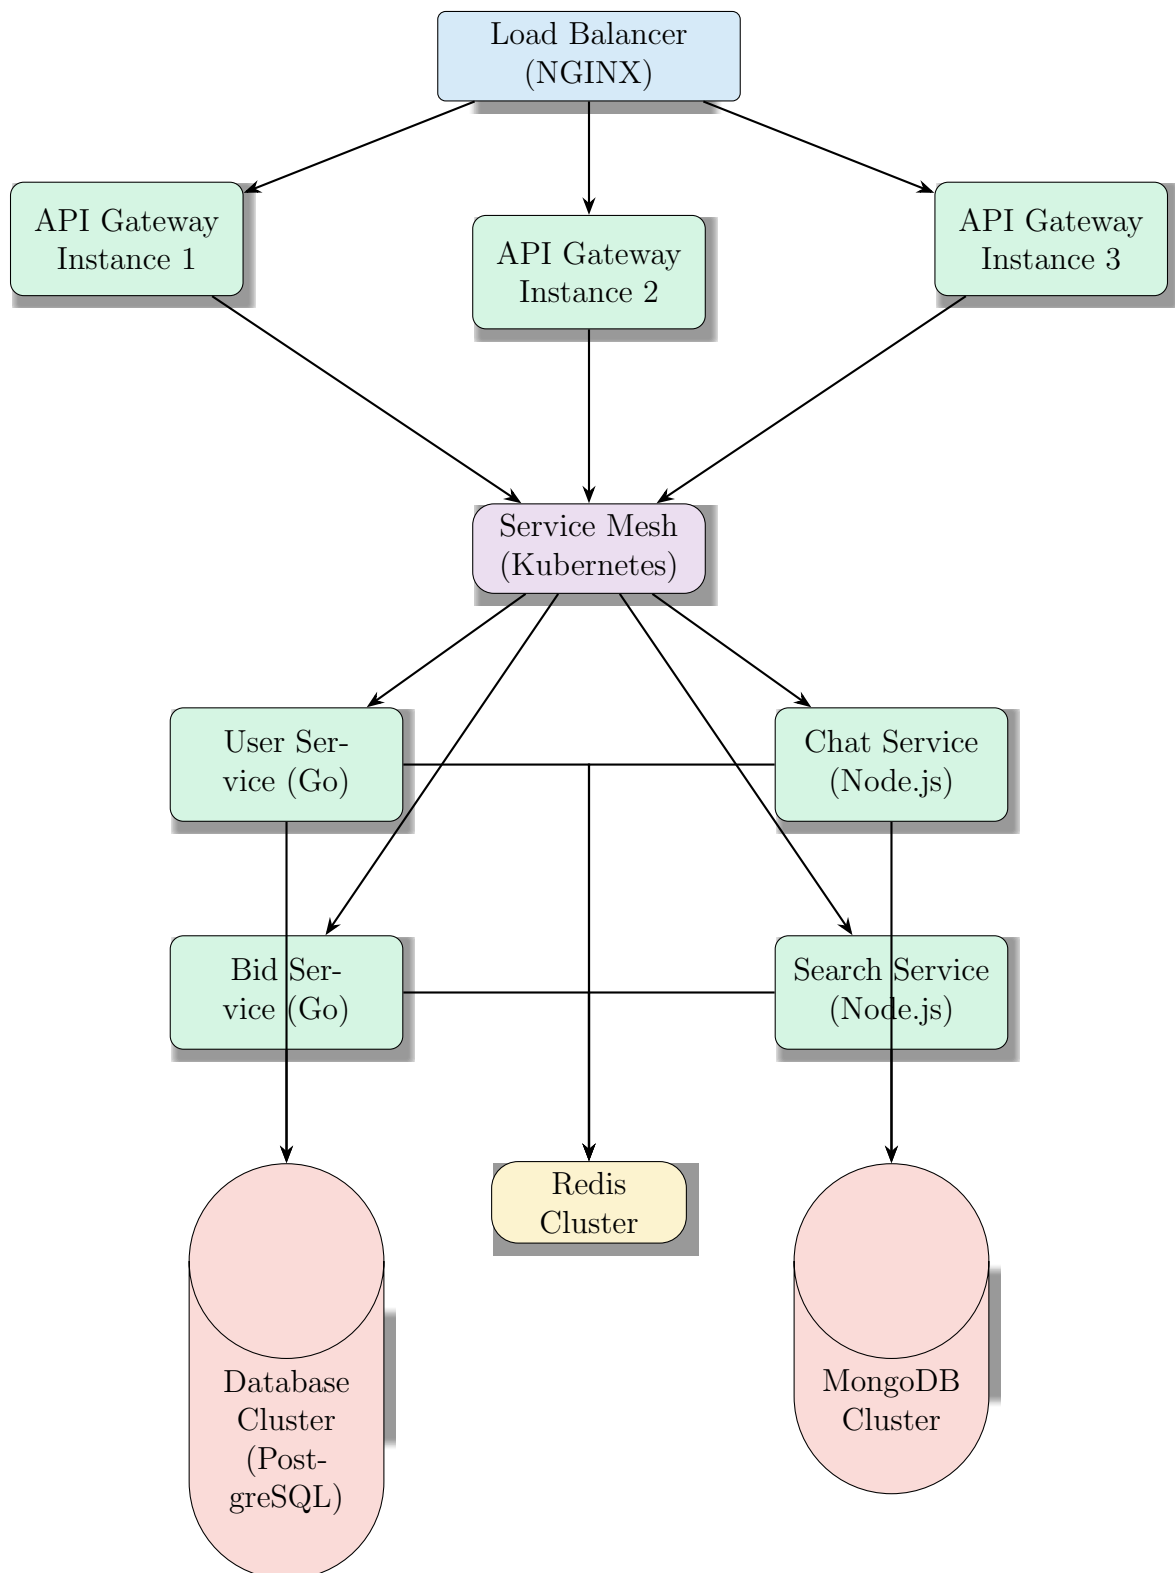 Load Balancer
(NGINX)
API Gateway
Instance 1
API Gateway
Instance 2
API Gateway
Instance 3
Service Mesh
(Kubernetes)
User Ser-
vice (Go)
Chat Service
(Node.js)
Bid Ser-
vice (Go)
Search Service
(Node.js)
Redis
Cluster
Database
Cluster
(Post-
greSQL)
MongoDB
Cluster